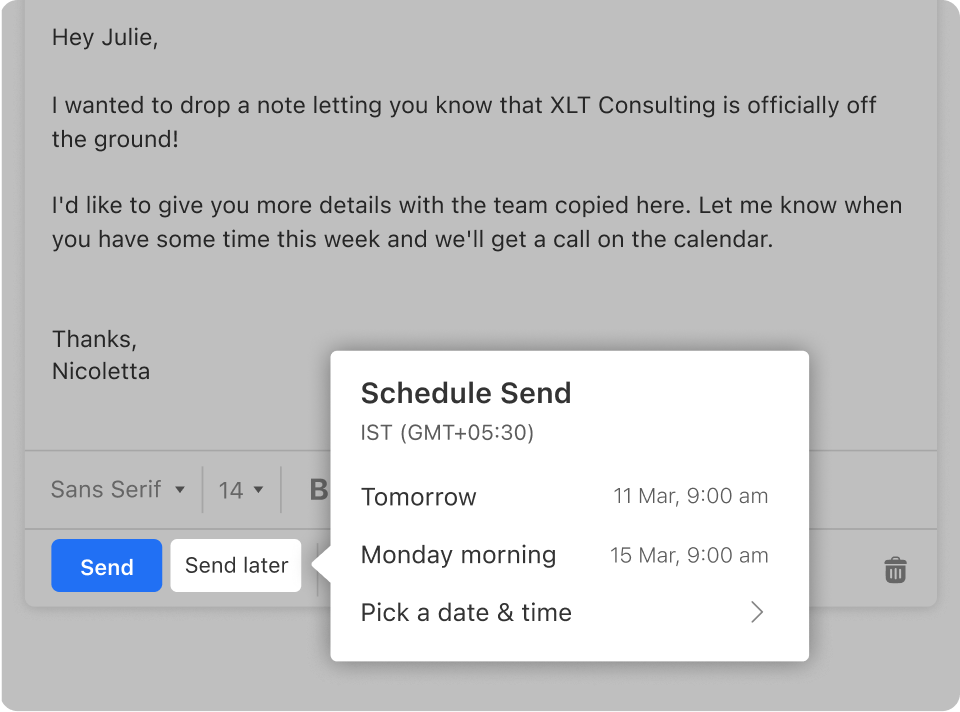 Hey Julie,
I wanted to drop a note letting you know that XLT Consulting is officially off
the ground!
I'd like to give you more details with the team copied here. Let me know when
you have some time this week and we'll get a call on the calendar.
Thanks,
Nicoletta
Schedule Send
IST (GMT+05:30)
Sans Serif 14 B
Tomorrow 11 Mar, 9:00 am
Monday morning 15 Mar, 9:00 am
Send Send later
Pick a date & time